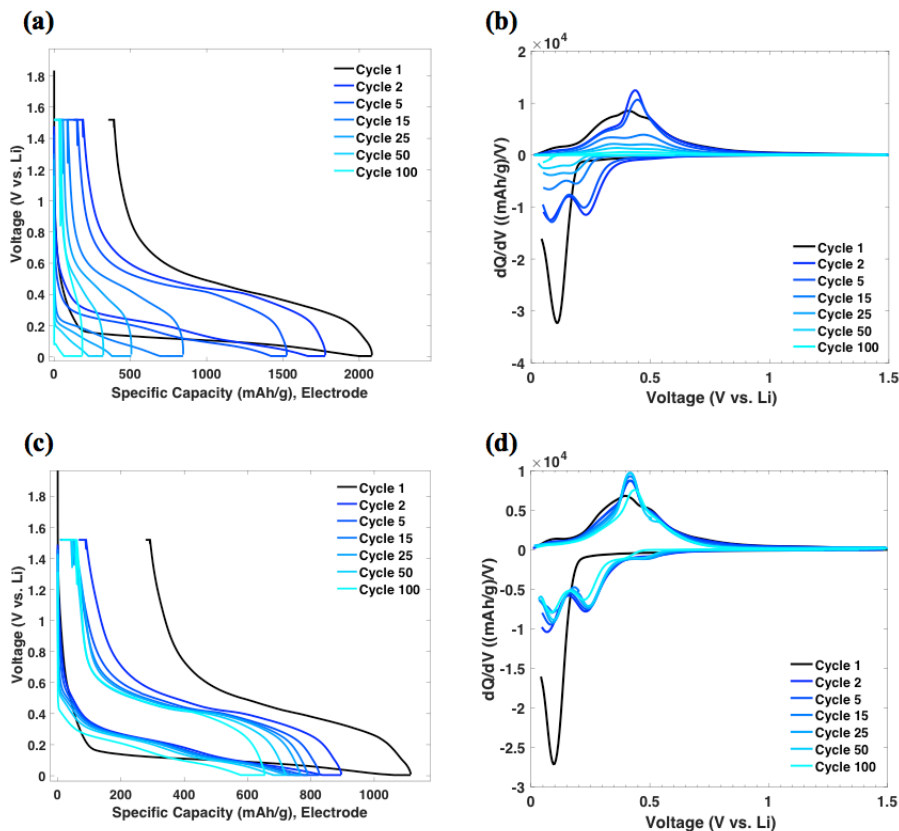 (a)
1.8
1.6
1.4
1.2
1
0.8
0.6
0.4
0.2
0
Voltage (V vs. Li)
0
500
1000
1500
2000
Specific Capacity (mAh/g), Electrode
Cycle 1
Cycle 2
Cycle 5
Cycle 15
Cycle 25
Cycle 50
Cycle 100
(b)
×10⁴
2
1
0
-1
-2
-3
-4
dQ/dV ((mAh/g)/V)
0
0.5
1
1.5
Voltage (V vs. Li)
Cycle 1
Cycle 2
Cycle 5
Cycle 15
Cycle 25
Cycle 50
Cycle 100
(c)
1.8
1.6
1.4
1.2
1
0.8
0.6
0.4
0.2
0
Voltage (V vs. Li)
0
200
400
600
800
1000
Specific Capacity (mAh/g), Electrode
Cycle 1
Cycle 2
Cycle 5
Cycle 15
Cycle 25
Cycle 50
Cycle 100
(d)
×10⁴
1
0.5
0
-0.5
-1
-1.5
-2
-2.5
-3
dQ/dV ((mAh/g)/V)
0
0.5
1
1.5
Voltage (V vs. Li)
Cycle 1
Cycle 2
Cycle 5
Cycle 15
Cycle 25
Cycle 50
Cycle 100